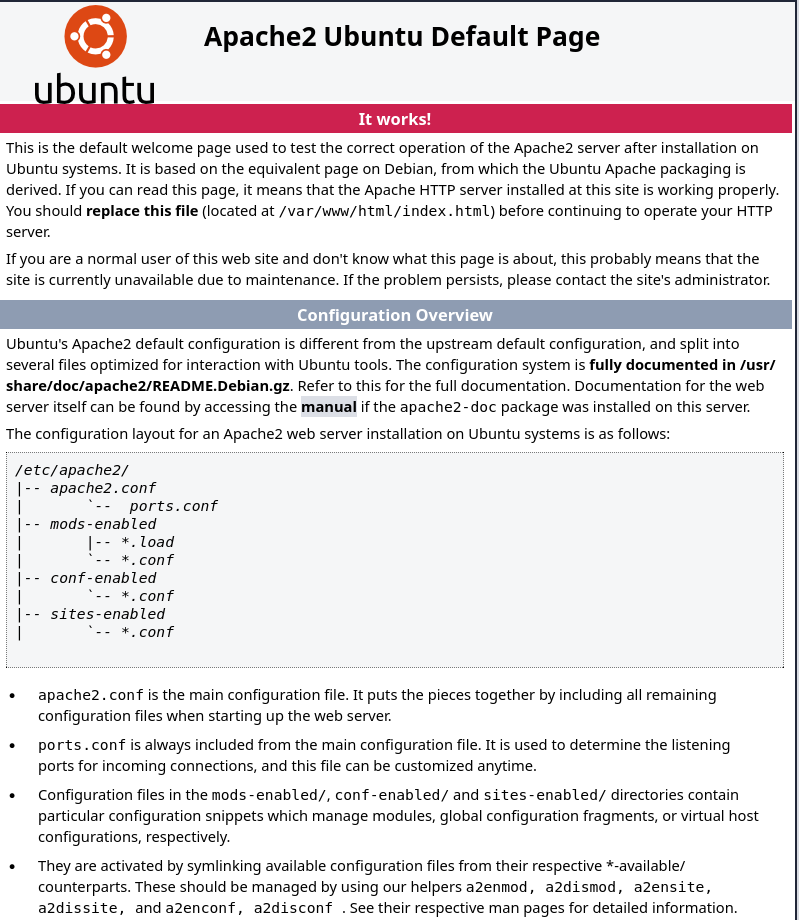 ubuntu
Apache2 Ubuntu Default Page
It works!
This is the default welcome page used to test the correct operation of the Apache2 server after installation on
Ubuntu systems. It is based on the equivalent page on Debian, from which the Ubuntu Apache packaging is
derived. If you can read this page, it means that the Apache HTTP server installed at this site is working properly.
You should replace this file (located at /var/www/html/index.html) before continuing to operate your HTTP
server.
If you are a normal user of this web site and don't know what this page is about, this probably means that the
site is currently unavailable due to maintenance. If the problem persists, please contact the site's administrator.
Configuration Overview
Ubuntu's Apache2 default configuration is different from the upstream default configuration, and split into
several files optimized for interaction with Ubuntu tools. The configuration system is fully documented in /usr/
share/doc/apache2/README.Debian.gz. Refer to this for the full documentation. Documentation for the web
server itself can be found by accessing the manual if the apache2-doc package was installed on this server.
The configuration layout for an Apache2 web server installation on Ubuntu systems is as follows:
/etc/apache2/
|-- apache2.conf
|       `--  ports.conf
|-- mods-enabled
|       |-- *.load
|       `-- *.conf
|-- conf-enabled
|       `-- *.conf
|-- sites-enabled
|       `-- *.conf
• apache2.conf is the main configuration file. It puts the pieces together by including all remaining
configuration files when starting up the web server.
• ports.conf is always included from the main configuration file. It is used to determine the listening
ports for incoming connections, and this file can be customized anytime.
• Configuration files in the mods-enabled/, conf-enabled/ and sites-enabled/ directories contain
particular configuration snippets which manage modules, global configuration fragments, or virtual host
configurations, respectively.
• They are activated by symlinking available configuration files from their respective *-available/
counterparts. These should be managed by using our helpers a2enmod, a2dismod, a2ensite,
a2dissite, and a2enconf, a2disconf . See their respective man pages for detailed information.